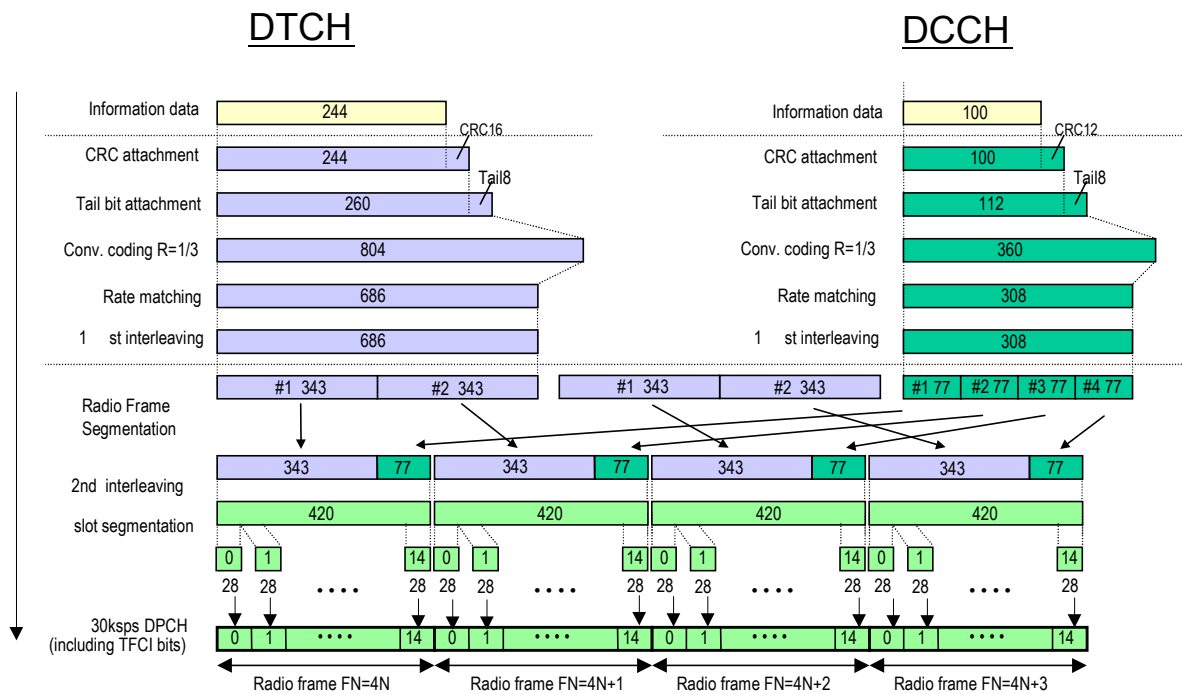 DTCH DCCH
Information data 244 Information data 100
CRC16 CRC12
CRC attachment 244 CRC attachment 100
Tail8 Tail8
Tail bit attachment 260 Tail bit attachment 112
Conv. coding R=1/3 804 Conv. coding R=1/3 360
Rate matching 686 Rate matching 308
1 st interleaving 686 1 st interleaving 308
#1 343 #2 343 #1 343 #2 343 #1 77 #2 77 #3 77 #4 77
Radio Frame
Segmentation
343 77 343 77 343 77 343 77
2nd interleaving
slot segmentation 420 420 420 420
0 1 14 0 1 14 0 1 14 0 1 14
28 28 •••• 28 28 28 •••• 28 28 28 •••• 28 28 28 •••• 28
30ksps DPCH
(including TFCI bits)
0 1 •••• 14 0 1 •••• 14 0 1 •••• 14 0 1 •••• 14
Radio frame FN=4N Radio frame FN=4N+1 Radio frame FN=4N+2 Radio frame FN=4N+3